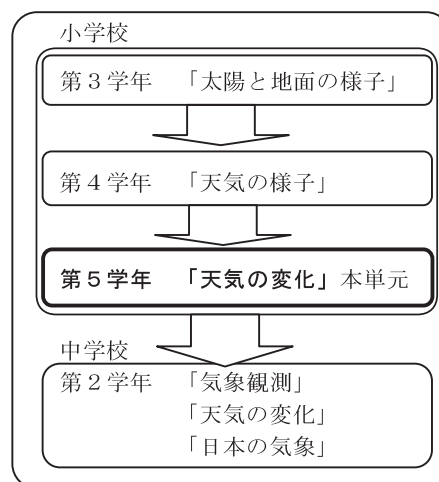 小学校
第３学年　「太陽と地面の様子」
第４学年　「天気の様子」
第５学年　「天気の変化」本単元
中学校
第２学年　「気象観測」
「天気の変化」
「日本の気象」